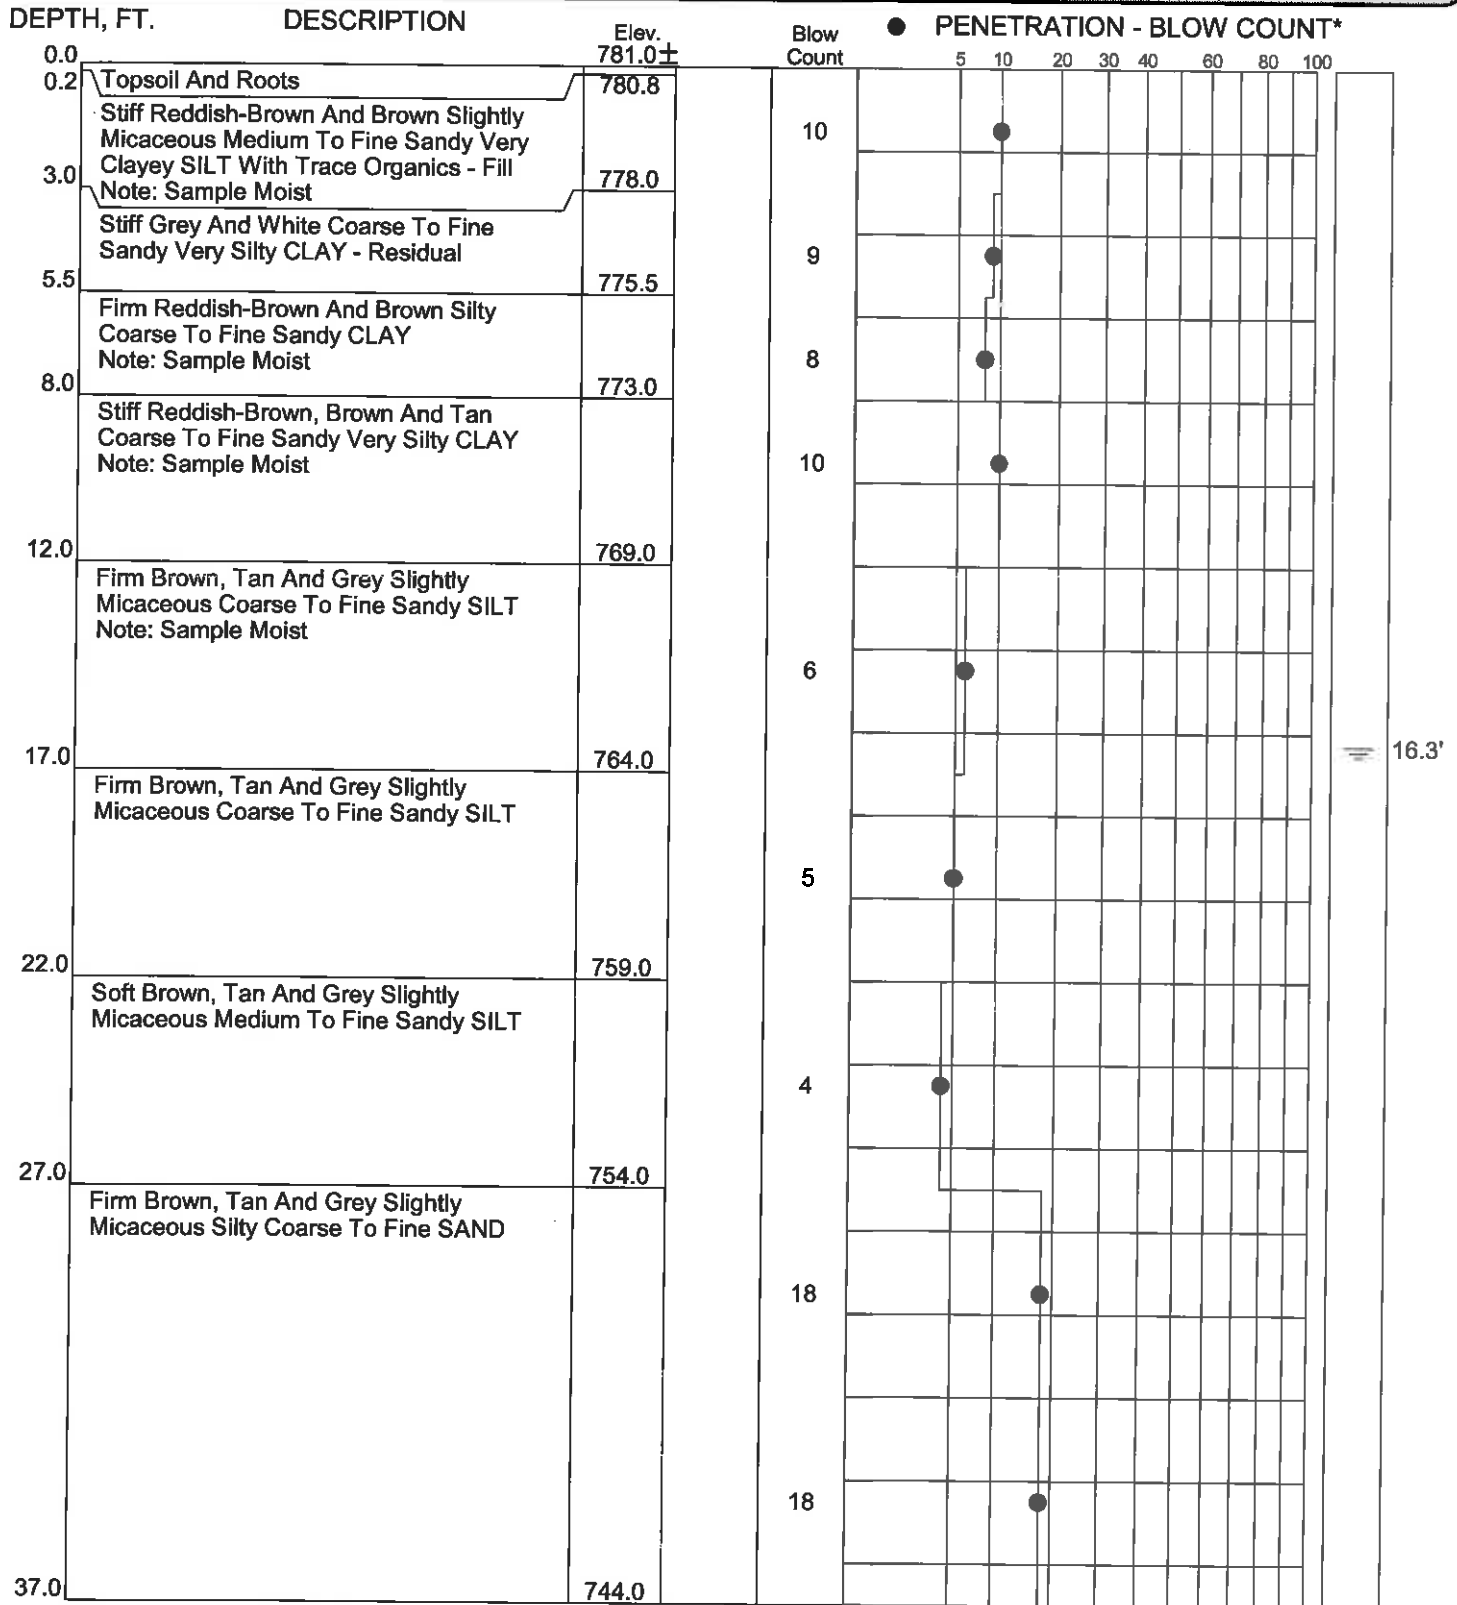 DEPTH, FT. DESCRIPTION Elev. Blow Count ● PENETRATION - BLOW COUNT*
0.0 781.0± 5 10 20 30 40 60 80 100
0.2 Topsoil And Roots 780.8
Stiff Reddish-Brown And Brown Slightly
Micaceous Medium To Fine Sandy Very 10
Clayey SILT With Trace Organics - Fill
3.0 Note: Sample Moist 778.0
Stiff Grey And White Coarse To Fine
Sandy Very Silty CLAY - Residual 9
5.5 775.5
Firm Reddish-Brown And Brown Silty
Coarse To Fine Sandy CLAY
Note: Sample Moist 8
8.0 773.0
Stiff Reddish-Brown, Brown And Tan
Coarse To Fine Sandy Very Silty CLAY
Note: Sample Moist 10
12.0 769.0
Firm Brown, Tan And Grey Slightly
Micaceous Coarse To Fine Sandy SILT
Note: Sample Moist
6
17.0 764.0 16.3'
Firm Brown, Tan And Grey Slightly
Micaceous Coarse To Fine Sandy SILT
5
22.0 759.0
Soft Brown, Tan And Grey Slightly
Micaceous Medium To Fine Sandy SILT
4
27.0 754.0
Firm Brown, Tan And Grey Slightly
Micaceous Silty Coarse To Fine SAND
18
18
37.0 744.0